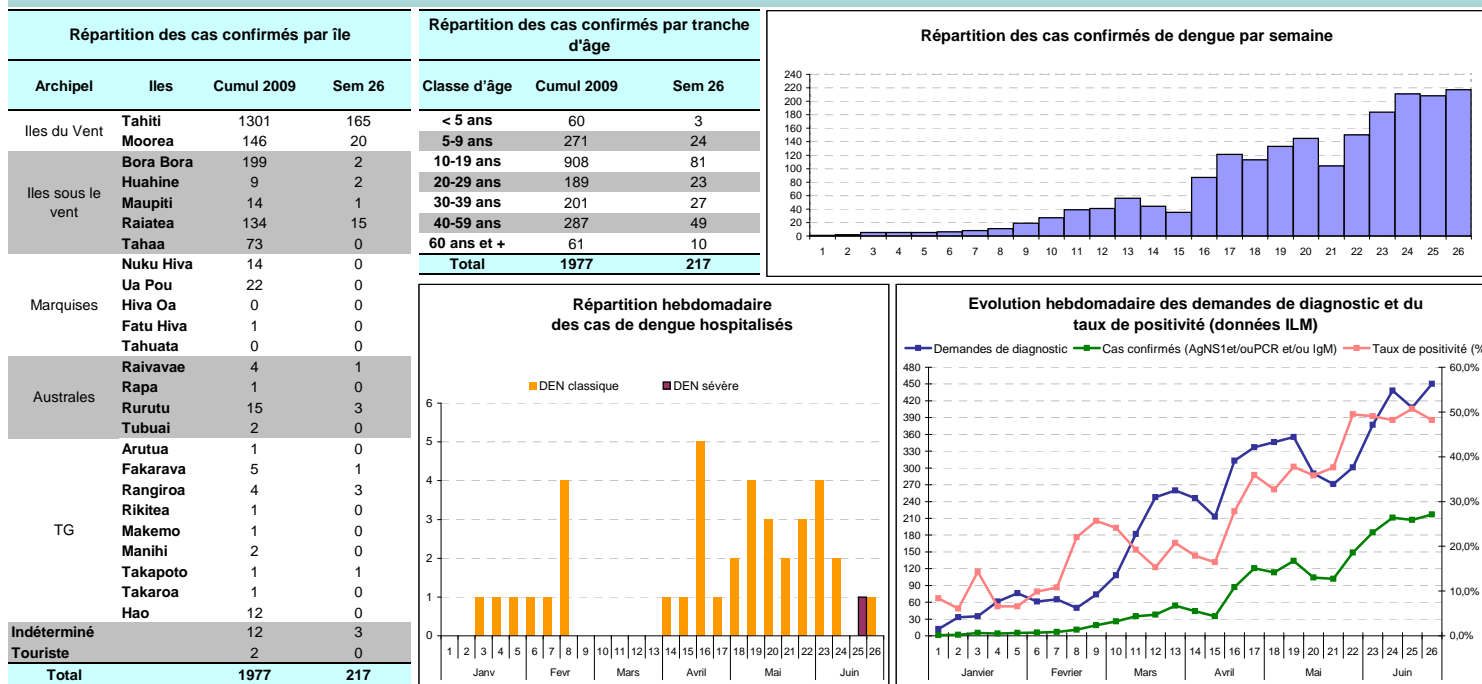 Répartition des cas confirmés par île
Archipel Iles Cumul 2009 Sem 26
Iles du Vent
Tahiti 1301 165
Moorea 146 20
Iles sous le vent
Bora Bora 199 2
Huahine 9 2
Maupiti 14 1
Raiatea 134 15
Tahaa 73 0
Marquises
Nuku Hiva 14 0
Ua Pou 22 0
Hiva Oa 0 0
Fatu Hiva 1 0
Tahuata 0 0
Australes
Raivavae 4 1
Rapa 1 0
Rurutu 15 3
Tubuai 2 0
TG
Arutua 1 0
Fakarava 5 1
Rangiroa 4 3
Rikitea 1 0
Makemo 1 0
Manihi 2 0
Takapoto 1 1
Takaroa 1 0
Hao 12 0
Indéterminé 12 3
Touriste 2 0
Total 1977 217
Répartition des cas confirmés par tranche
d'âge
Classe d'âge Cumul 2009 Sem 26
< 5 ans 60 3
5-9 ans 271 24
10-19 ans 908 81
20-29 ans 189 23
30-39 ans 201 27
40-59 ans 287 49
60 ans et + 61 10
Total 1977 217
Répartition des cas confirmés de dengue par semaine
240
220
200
180
160
140
120
100
80
60
40
20
0
1 2 3 4 5 6 7 8 9 10 11 12 13 14 15 16 17 18 19 20 21 22 23 24 25 26
Répartition hebdomadaire
des cas de dengue hospitalisés
DEN classique DEN sévère
6
5
4
3
2
1
0
1 2 3 4 5 6 7 8 9 10 11 12 13 14 15 16 17 18 19 20 21 22 23 24 25 26
Janv Fevr Mars Avril Mai Juin
Evolution hebdomadaire des demandes de diagnostic et du
taux de positivité (données ILM)
Demandes de diagnostic Cas confirmés (AgNS1et/ouPCR et/ou IgM) Taux de positivité (%
480 60,0%
450
420
390 50,0%
360
330
300 40,0%
270
240 30,0%
210
180
150 20,0%
120
90 10,0%
60
30
0 0,0%
1 2 3 4 5 6 7 8 9 10 11 12 13 14 15 16 17 18 19 20 21 22 23 24 25 26
Janvier Fevrier Mars Avril Mai Juin